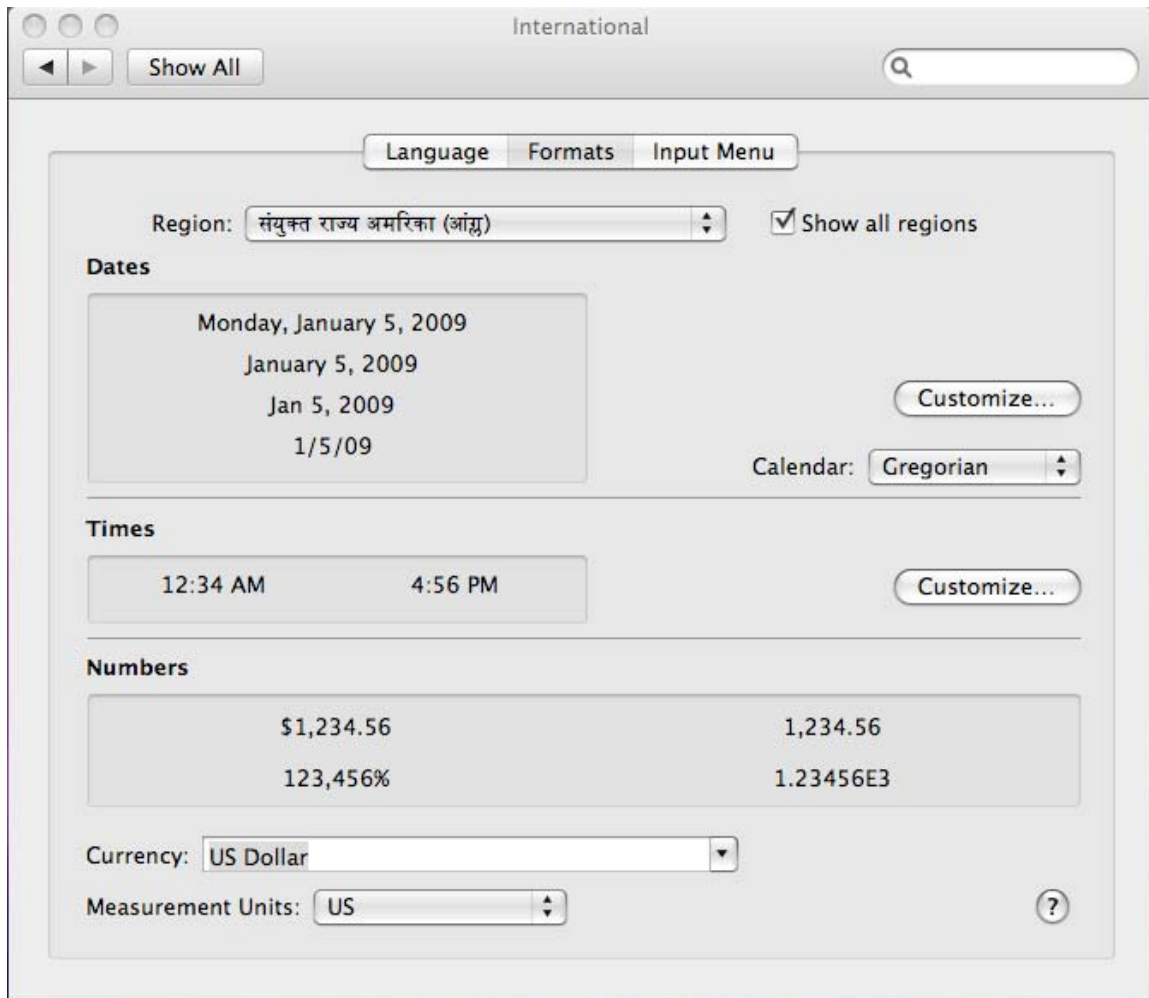 International
Show All
Language Formats Input Menu
Region: संयुक्त राज्य अमरिका (आंग्ल) Show all regions
Dates
Monday, January 5, 2009
January 5, 2009
Jan 5, 2009
1/5/09
Customize...
Calendar: Gregorian
Times
12:34 AM 4:56 PM
Customize...
Numbers
$1,234.56 1,234.56
123,456% 1.23456E3
Currency: US Dollar
Measurement Units: US
?